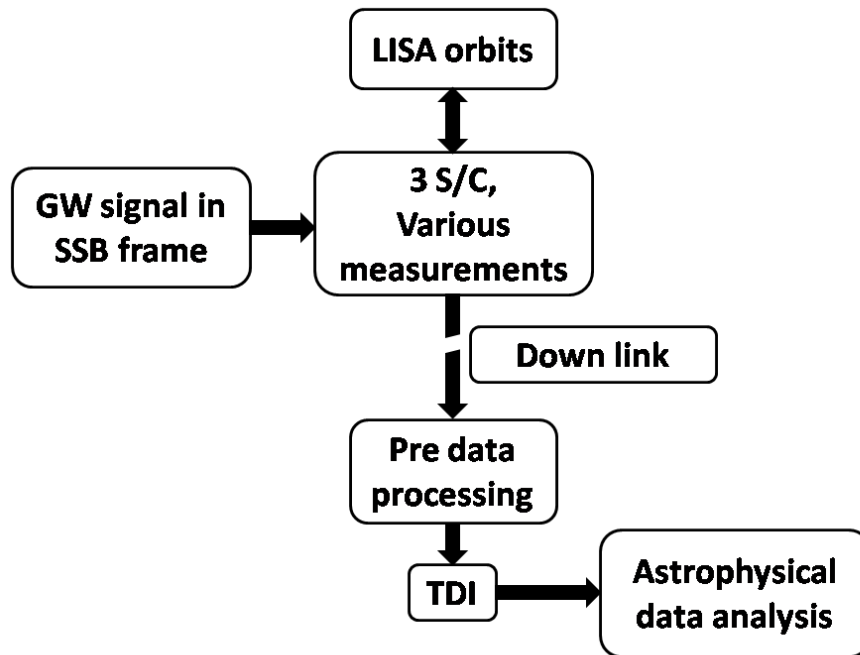 LISA orbits
GW signal in
SSB frame
3 S/C,
Various
measurements
Down link
Pre data
processing
TDI
Astrophysical
data analysis